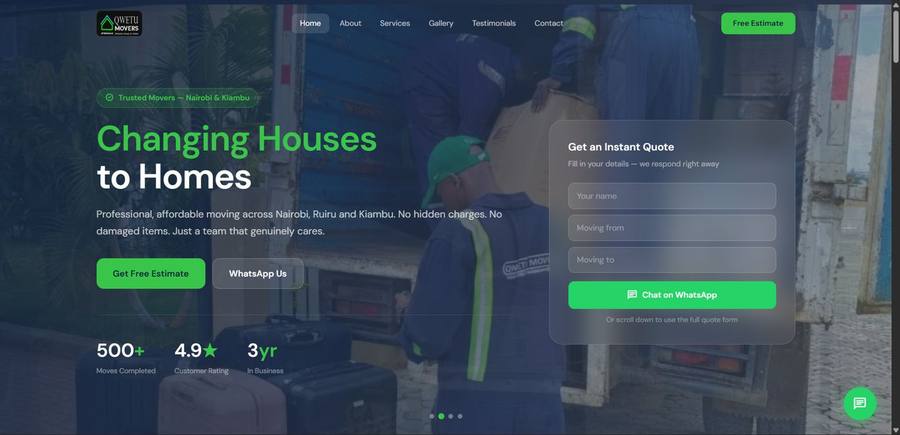 QWETU
MOVERS
Home
About
Services
Gallery
Testimonials
Contact
Free Estimate
Trusted Movers — Nairobi & Kiambu
Changing Houses
to Homes
Professional, affordable moving across Nairobi, Ruiru and Kiambu. No hidden charges. No
damaged items. Just a team that genuinely cares.
Get Free Estimate
WhatsApp Us
500+
4.9★
3yr
Moves Completed
Customer Rating
In Business
Get an Instant Quote
Fill in your details — we respond right away
Your name
Moving from
Moving to
Chat on WhatsApp
Or scroll down to use the full quote form